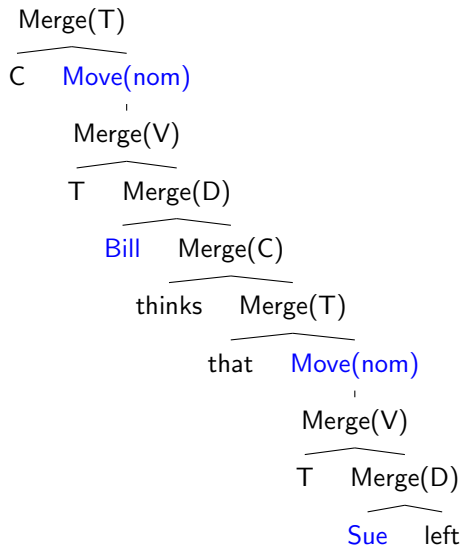 Merge(T)
C Move(nom)
Merge(V)
T Merge(D)
Bill Merge(C)
thinks Merge(T)
that Move(nom)
Merge(V)
T Merge(D)
Sue left